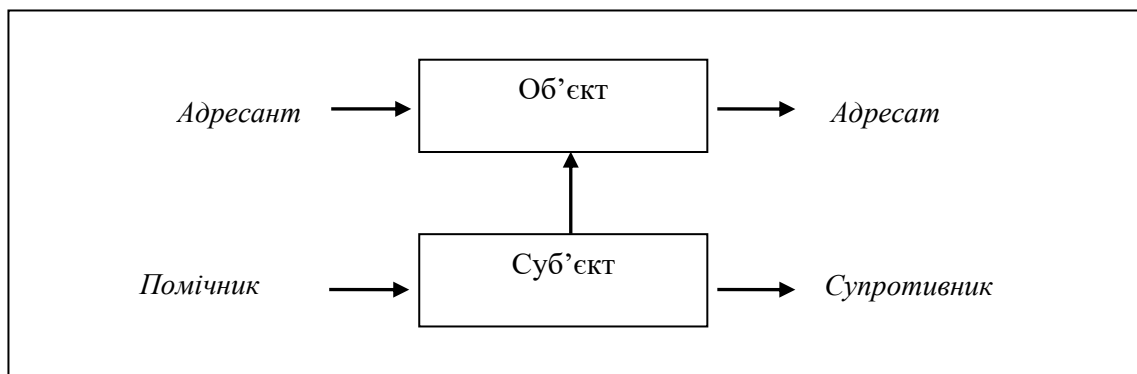 Об’єкт
Адресант
Адресат
Суб’єкт
Помічник
Супротивник